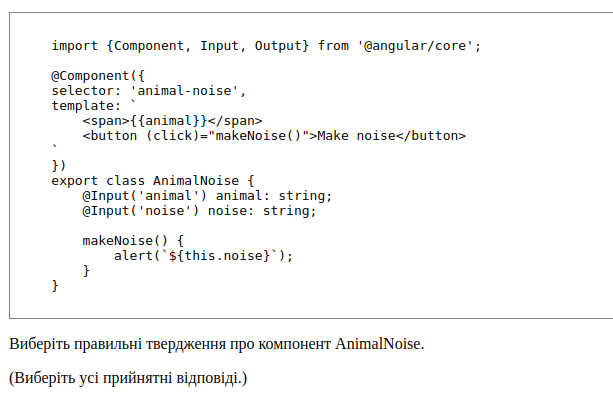 import {Component, Input, Output} from '@angular/core';
@Component({
selector: 'animal-noise',
template: `
<span>{{animal}}</span>
<button (click)="makeNoise()">Make noise</button>
`
})
export class AnimalNoise {
@Input('animal') animal: string;
@Input('noise') noise: string;
makeNoise() {
alert(`${this.noise}`);
}
}
Виберіть правильні твердження про компонент AnimalNoise.
(Виберіть усі прийнятні відповіді.)